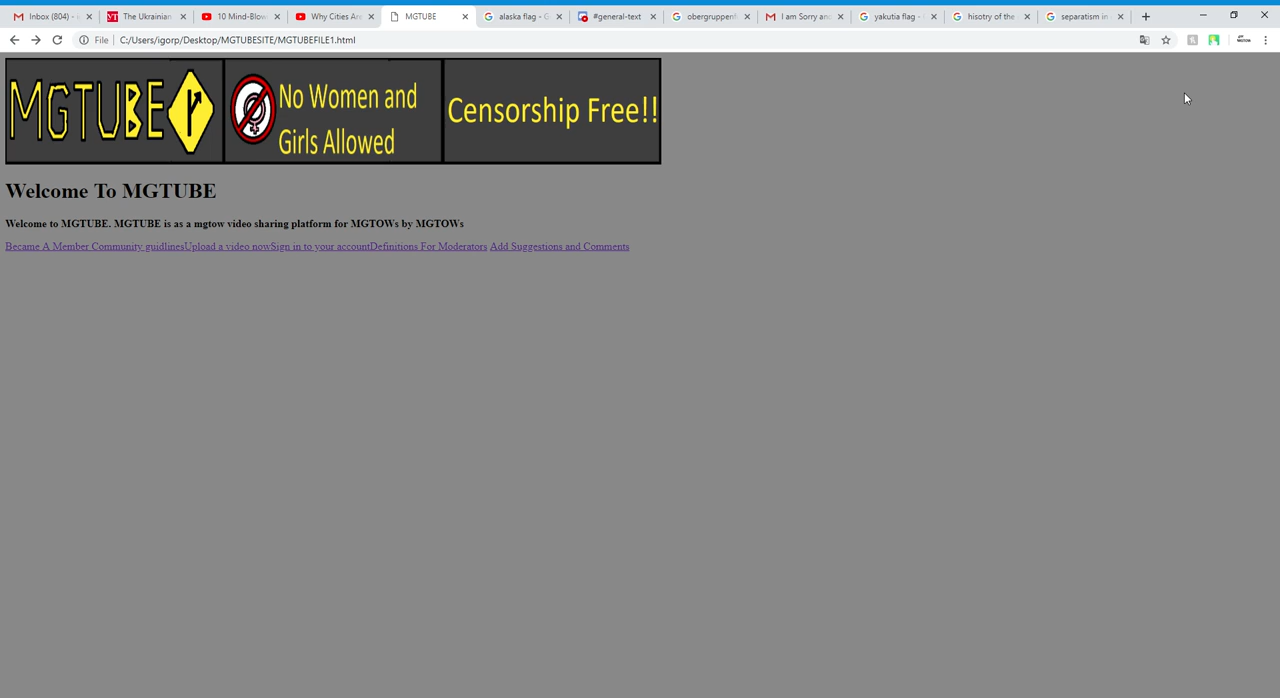 Inbox (804) -
The Ukrainian
10 Mind-Blow
Why Cities Are
MGTUBE
alaska flag - G
#general-text
obergruppenf
I am Sorry and
yakutia flag -
hisotry of the
separatism in
File C:/Users/igorp/Desktop/MGTUBESITE/MGTUBEFILE1.html
MGTUBE
No Women and
Girls Allowed
Censorship Free!!
Welcome To MGTUBE
Welcome to MGTUBE. MGTUBE is as a mgtow video sharing platform for MGTOWs by MGTOWs
Became A Member Community guidlinesUpload a video nowSign in to your accountDefinitions For Moderators Add Suggestions and Comments